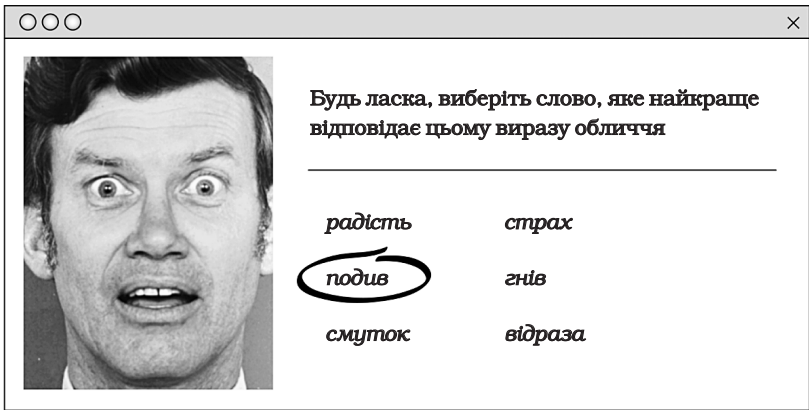 Будь ласка, виберіть слово, яке найкраще
відповідає цьому виразу обличчя
радість страх
подив гнів
смуток відраза